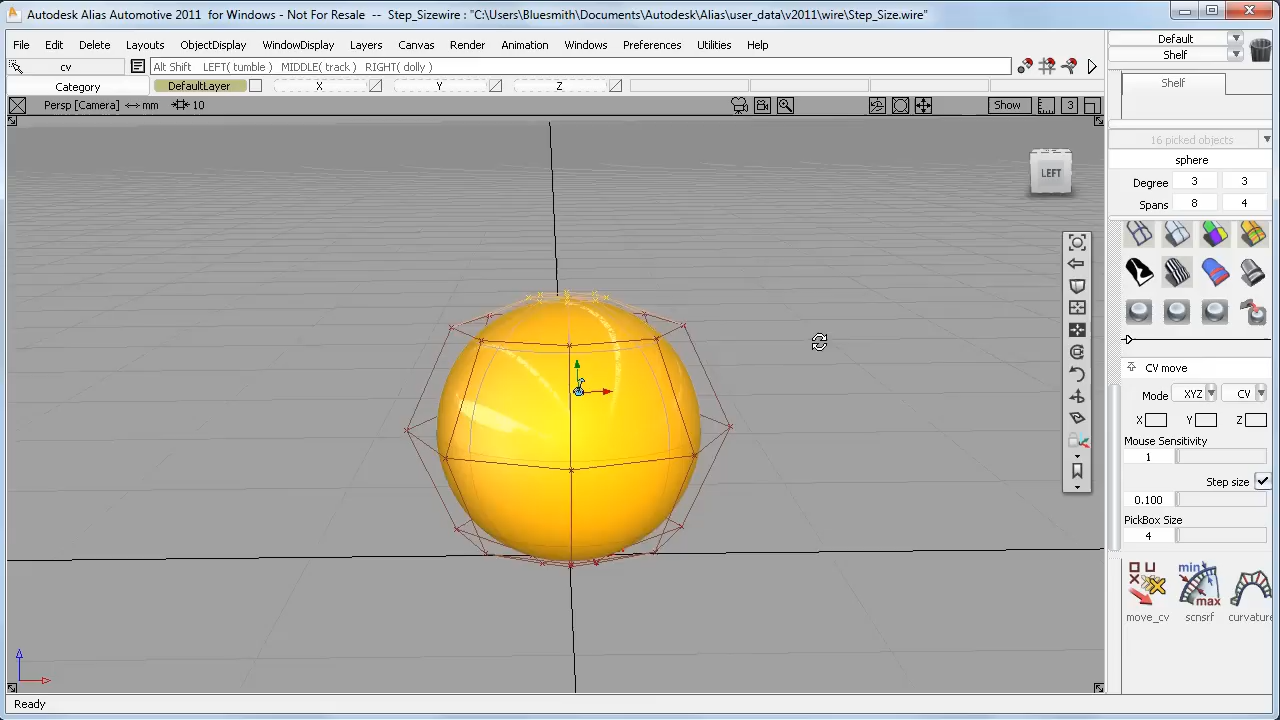 Autodesk Alias Automotive 2011 for Windows - Not For Resale -- Step_Sizewire : "C:\Users\Bluesmith\Documents\Autodesk\Alias\user_data\v2011\wire\Step_Size.wire"
File Edit Delete Layouts ObjectDisplay WindowDisplay Layers Canvas Render Animation Windows Preferences Utilities Help
Default
Shelf
cv
Alt Shift LEFT( tumble ) MIDDLE( track ) RIGHT( dolly )
Category
DefaultLayer
X
Y
Z
Shelf
Persp [Camera] <-> mm 10
Show
3
16 picked objects
sphere
LEFT
Degree 3 3
Spans 8 4
CV move
Mode XYZ CV
X Y Z
Mouse Sensitivity
1
Step size
0.100
PickBox Size
4
min
max
move_cv scnsrf curvature
Ready